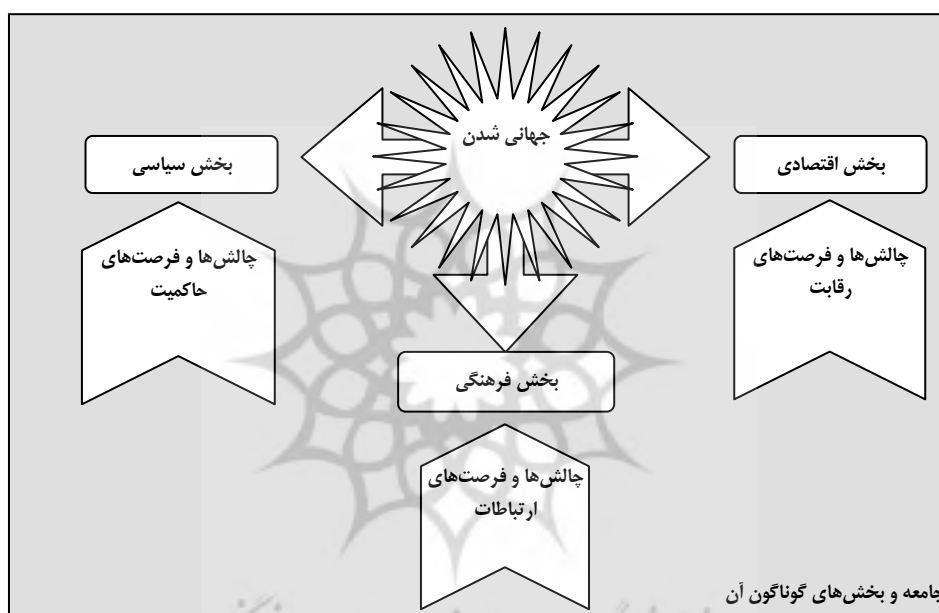 جهانی شدن
بخش اقتصادی
بخش سیاسی
چالش‌ها و فرصت‌های
رقابت
چالش‌ها و فرصت‌های
حاکمیت
بخش فرهنگی
چالش‌ها و فرصت‌های
ارتباطات
جامعه و بخش‌های گوناگون آن